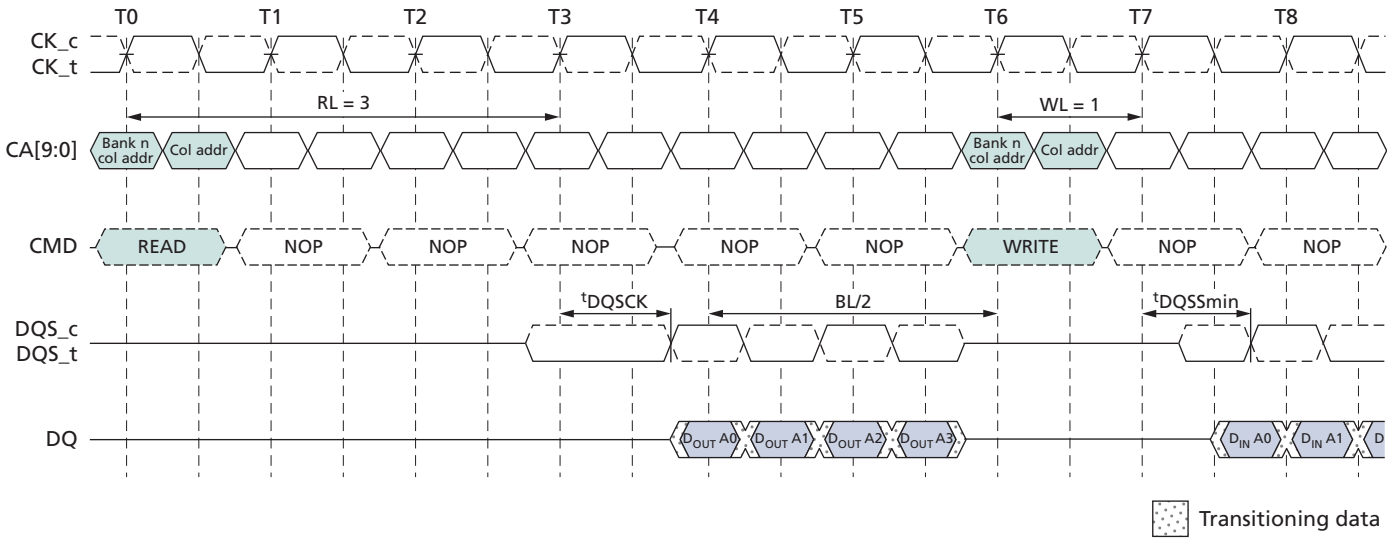 T0 T1 T2 T3 T4 T5 T6 T7 T8
CK_c
CK_t
RL = 3
WL = 1
CA[9:0]
Bank n
col addr
Col addr
Bank n
col addr
Col addr
CMD
READ NOP NOP NOP NOP NOP WRITE NOP NOP
tDQSCK
BL/2
tDQSSmin
DQS_c
DQS_t
DQ
DOUT A0 DOUT A1 DOUT A2 DOUT A3 DIN A0 DIN A1 D
Transitioning data